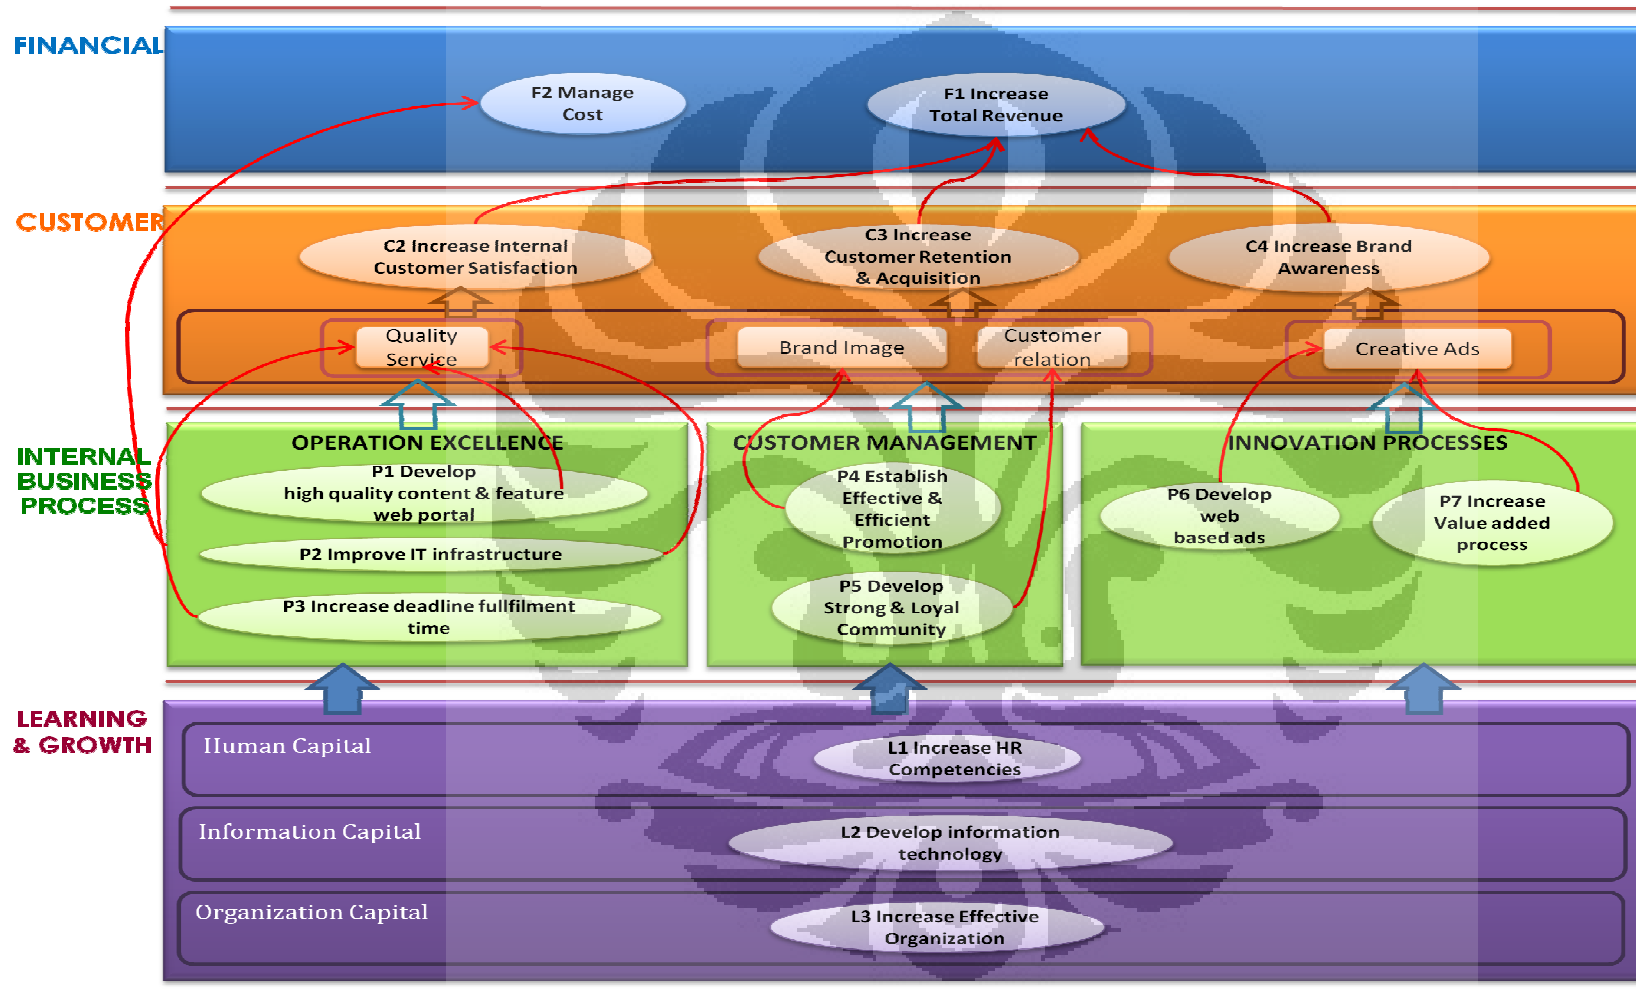 FINANCIAL
F2 Manage
Cost
F1 Increase
Total Revenue
CUSTOMER
C2 Increase Internal
Customer Satisfaction
C3 Increase
Customer Retention
& Acquisition
C4 Increase Brand
Awareness
Quality
Service
Brand Image
Customer
relation
Creative Ads
INTERNAL
BUSINESS
PROCESS
OPERATION EXCELLENCE
P1 Develop
high quality content & feature
web portal
P2 Improve IT infrastructure
P3 Increase deadline fullfilment
time
CUSTOMER MANAGEMENT
P4 Establish
Effective &
Efficient
Promotion
P5 Develop
Strong & Loyal
Community
INNOVATION PROCESSES
P6 Develop
web
based ads
P7 Increase
Value added
process
LEARNING
& GROWTH
Human Capital
L1 Increase HR
Competencies
Information Capital
L2 Develop information
technology
Organization Capital
L3 Increase Effective
Organization